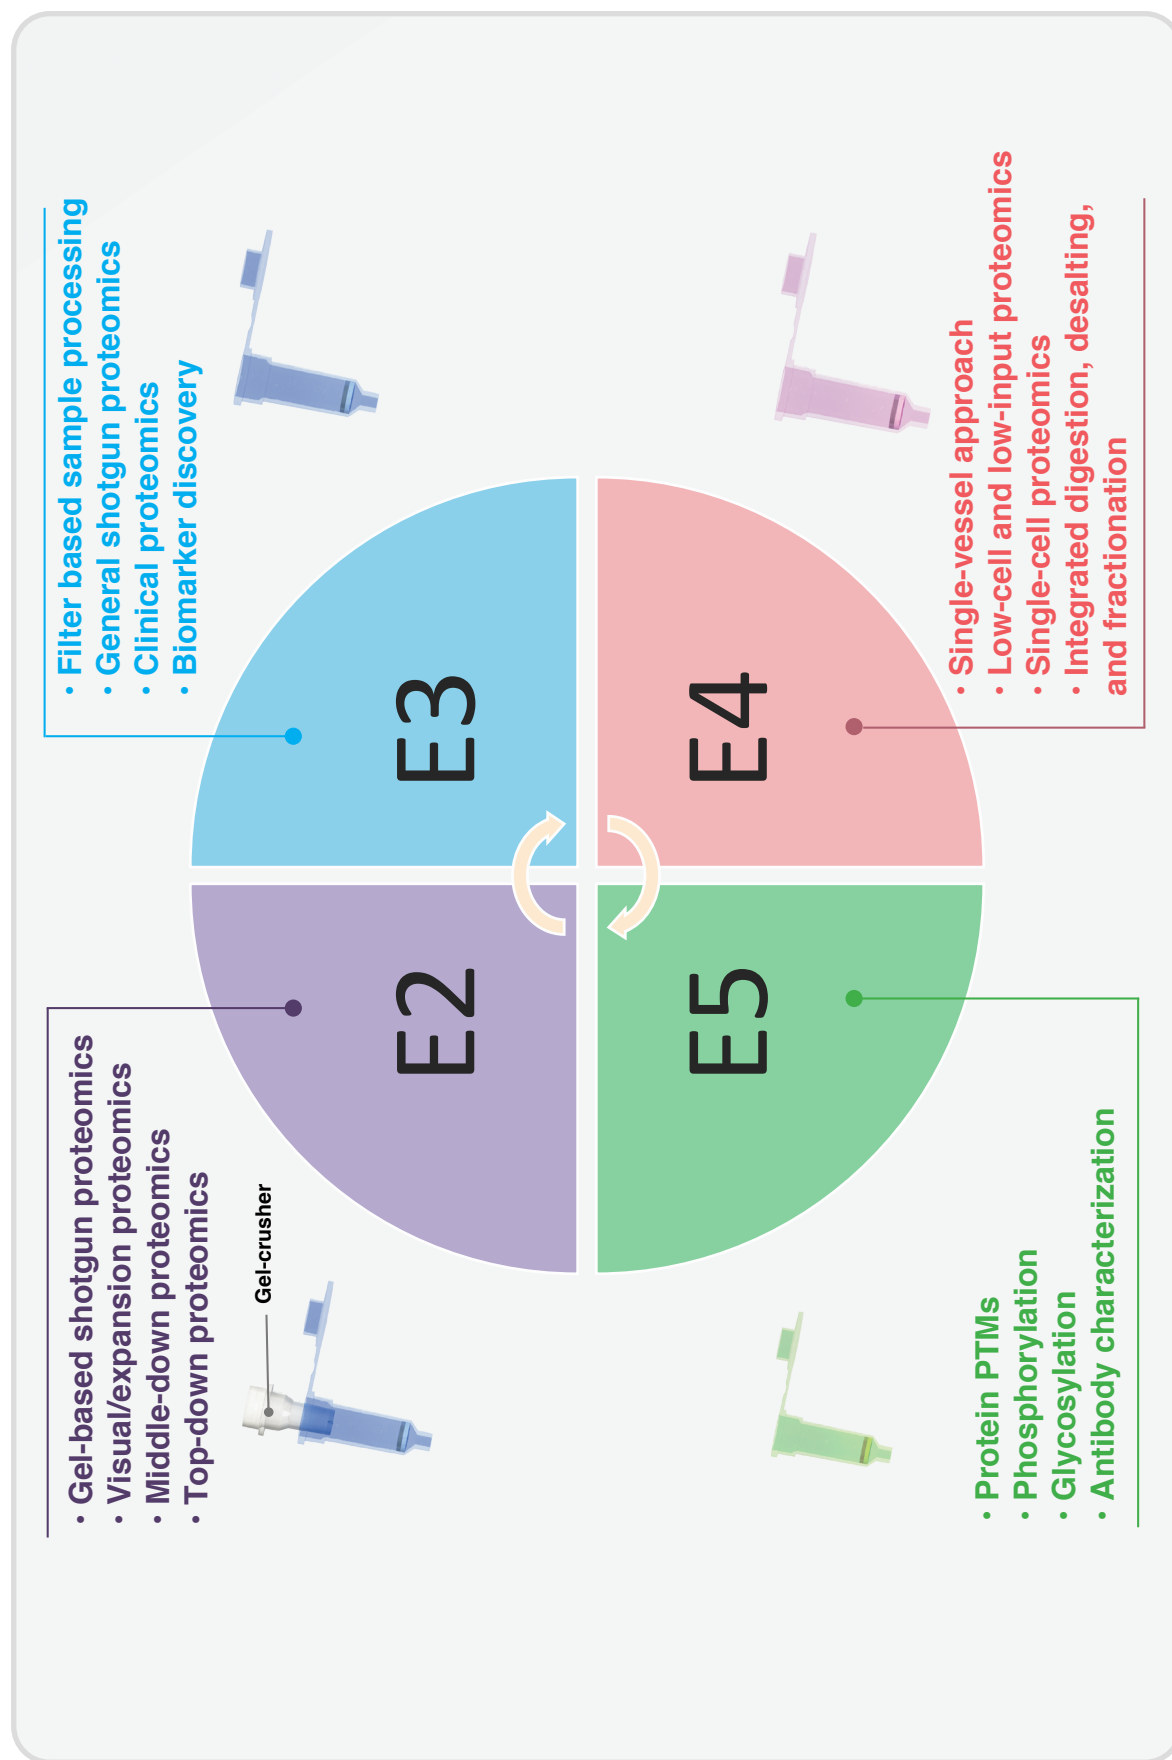 • Gel-based shotgun proteomics
• Visual/expansion proteomics
• Middle-down proteomics
• Top-down proteomics
Gel-crusher
• Filter based sample processing
• General shotgun proteomics
• Clinical proteomics
• Biomarker discovery
E2
E3
E5
E4
• Protein PTMs
• Phosphorylation
• Glycosylation
• Antibody characterization
• Single-vessel approach
• Low-cell and low-input proteomics
• Single-cell proteomics
• Integrated digestion, desalting,
and fractionation